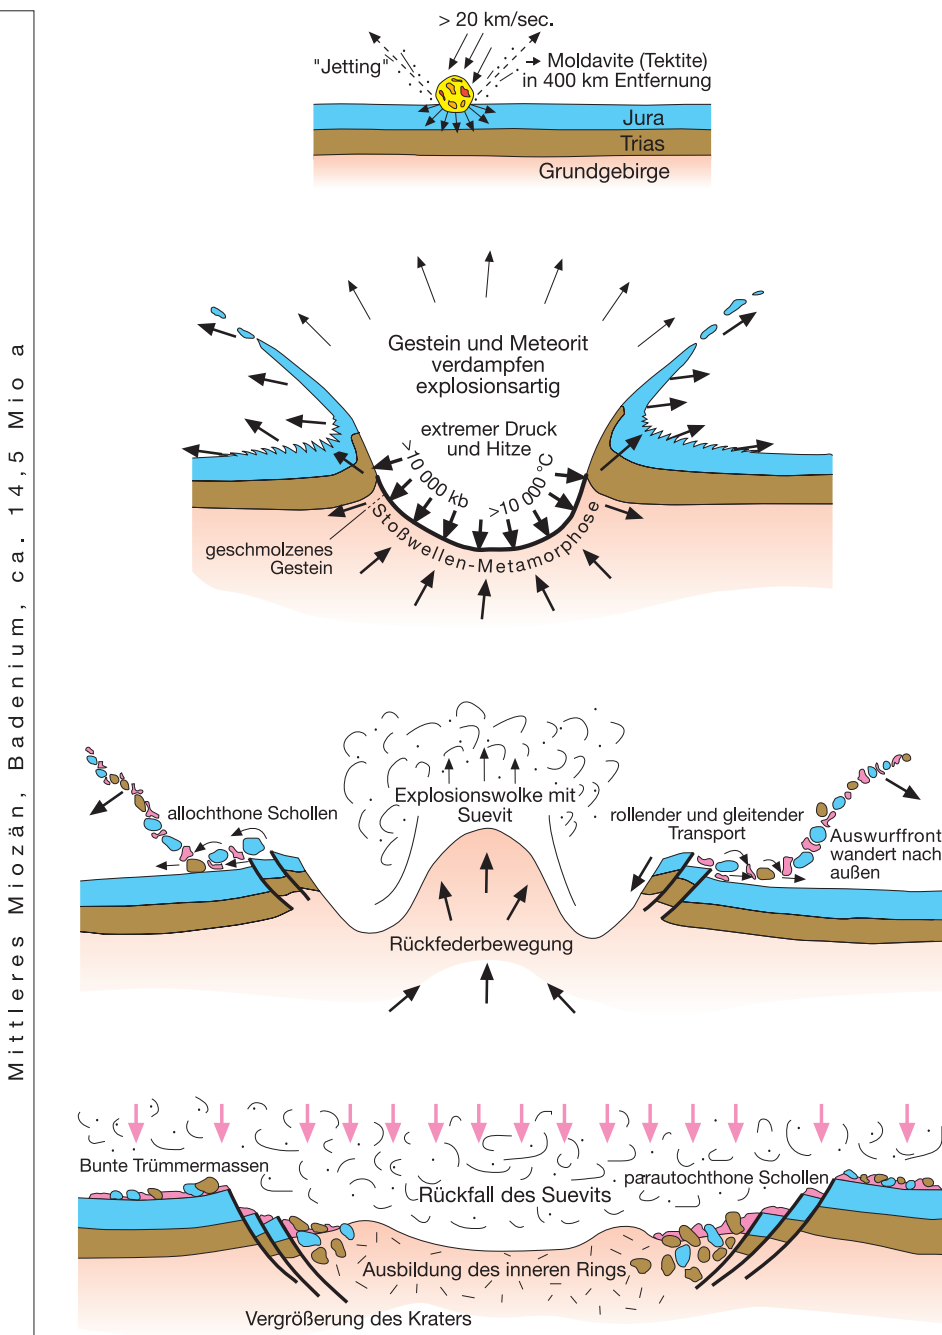 Mittleres Miozän, Badenium, ca. 14,5 Mio a
> 20 km/sec.
"Jetting"
Moldavite (Tektite)
in 400 km Entfernung
Jura
Trias
Grundgebirge
Gestein und Meteorit
verdampfen
explosionsartig
extremer Druck
und Hitze
>10 000 kb
>10 000 °C
Stoßwellen-Metamorphose
geschmolzenes
Gestein
Explosionswolke mit
Suevit
allochthone Schollen
rollender und gleitender
Transport
Auswurffront
wandert nach
außen
Rückfederbewegung
Bunte Trümmermassen
parautochthone Schollen
Rückfall des Suevits
Ausbildung des inneren Rings
Vergrößerung des Kraters